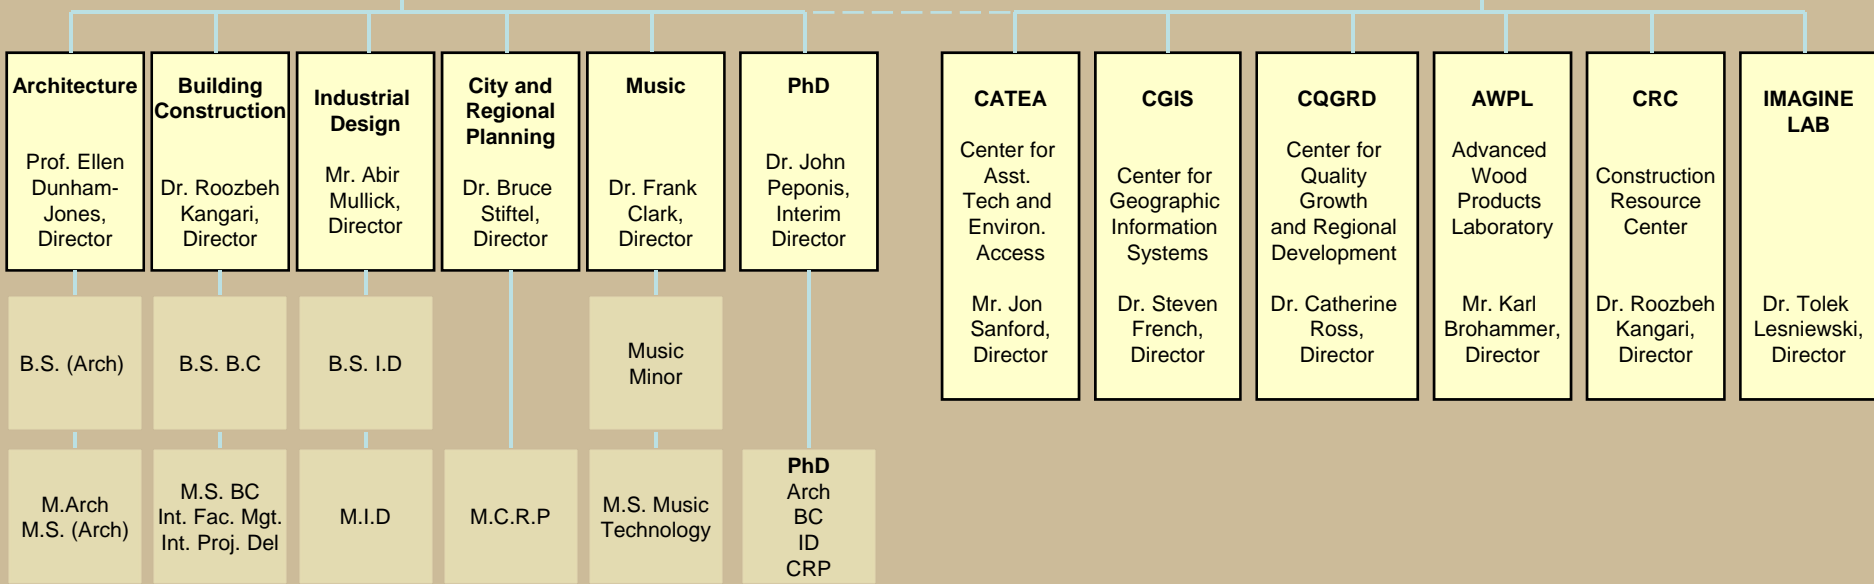 Architecture
Prof. Ellen
Dunham-
Jones,
Director
Building
Construction
Dr. Roozbeh
Kangari,
Director
Industrial
Design
Mr. Abir
Mullick,
Director
City and
Regional
Planning
Dr. Bruce
Stiftel,
Director
Music
Dr. Frank
Clark,
Director
PhD
Dr. John
Peponis,
Interim
Director
CATEA
Center for
Asst.
Tech and
Environ.
Access
Mr. Jon
Sanford,
Director
CGIS
Center for
Geographic
Information
Systems
Dr. Steven
French,
Director
CQGRD
Center for
Quality
Growth
and Regional
Development
Dr. Catherine
Ross,
Director
AWPL
Advanced
Wood
Products
Laboratory
Mr. Karl
Brohammer,
Director
CRC
Construction
Resource
Center
Dr. Roozbeh
Kangari,
Director
IMAGINE
LAB
Dr. Tolek
Lesniewski,
Director
B.S. (Arch)
B.S. B.C
B.S. I.D
Music
Minor
M.Arch
M.S. (Arch)
M.S. BC
Int. Fac. Mgt.
Int. Proj. Del
M.I.D
M.C.R.P
M.S. Music
Technology
PhD
Arch
BC
ID
CRP